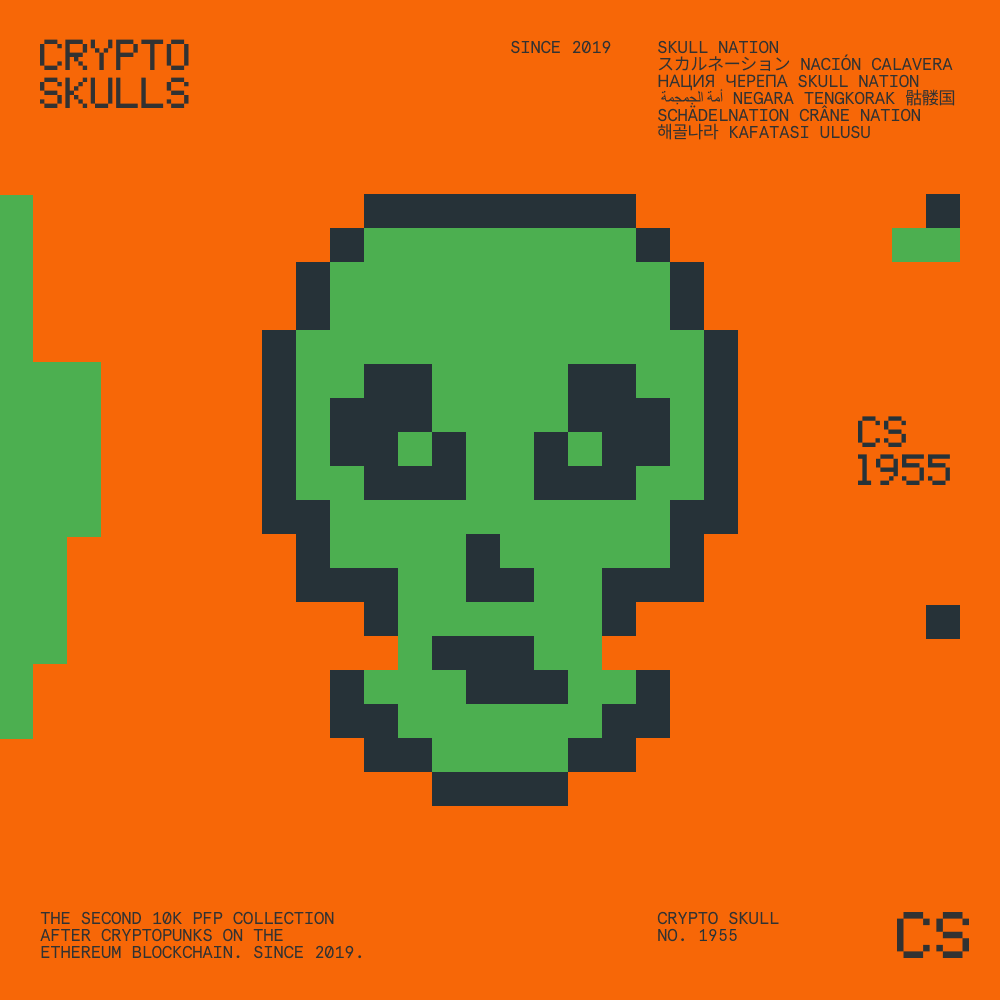 CRYPTO
SKULLS
SINCE 2019
SKULL NATION
スカルネーション NACIÓN CALAVERA
НАЦИЯ ЧЕРЕПА SKULL NATION
أمة الجمجمة NEGARA TENGKORAK 骷髅国
SCHÄDELNATION CRÂNE NATION
해골나라 KAFATASI ULUSU
CS
1955
THE SECOND 10K PFP COLLECTION
AFTER CRYPTOPUNKS ON THE
ETHEREUM BLOCKCHAIN. SINCE 2019.
CRYPTO SKULL
NO. 1955
CS